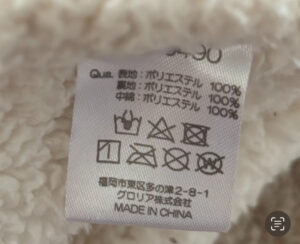 Qua. 表地：ポリエステル 100%
裏地：ポリエステル 100%
中綿：ポリエステル 100%
福岡市東区多の津2-8-1
グロリア株式会社
MADE IN CHINA